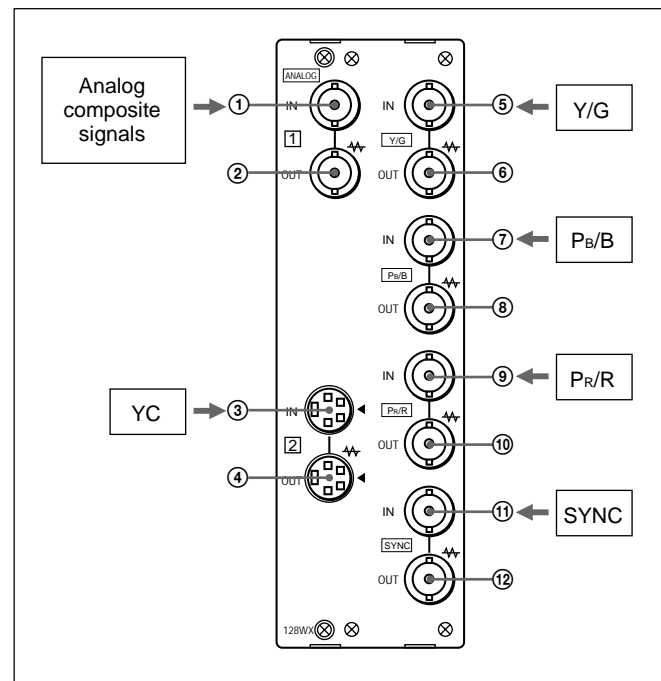 Analog
composite
signals
ANALOG
IN
1
OUT
YC
IN
2
OUT
128WX
1
2
3
4
IN
Y/G
OUT
IN
PB/B
OUT
IN
PR/R
OUT
IN
SYNC
OUT
5
6
7
8
9
10
11
12
Y/G
PB/B
PR/R
SYNC